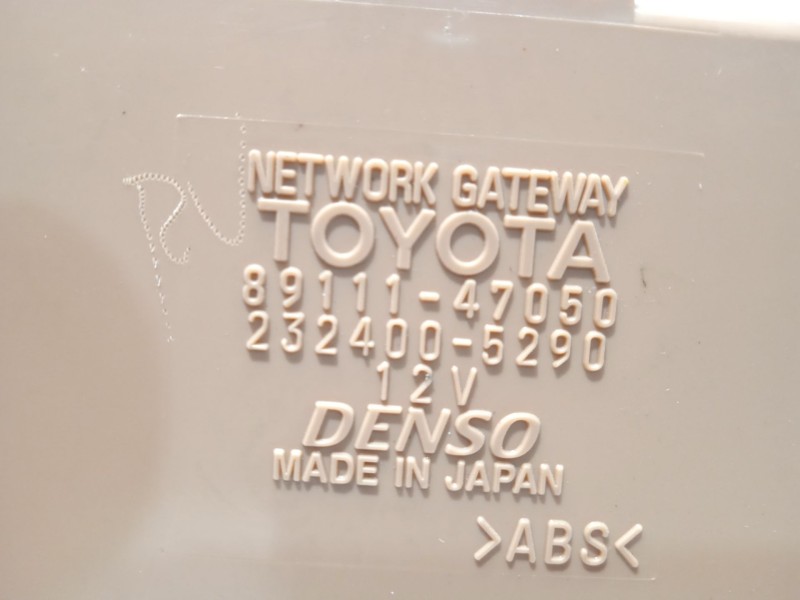 NETWORK GATEWAY
TOYOTA
89111-47050
232400-5290
12V
DENSO
MADE IN JAPAN
>ABS<